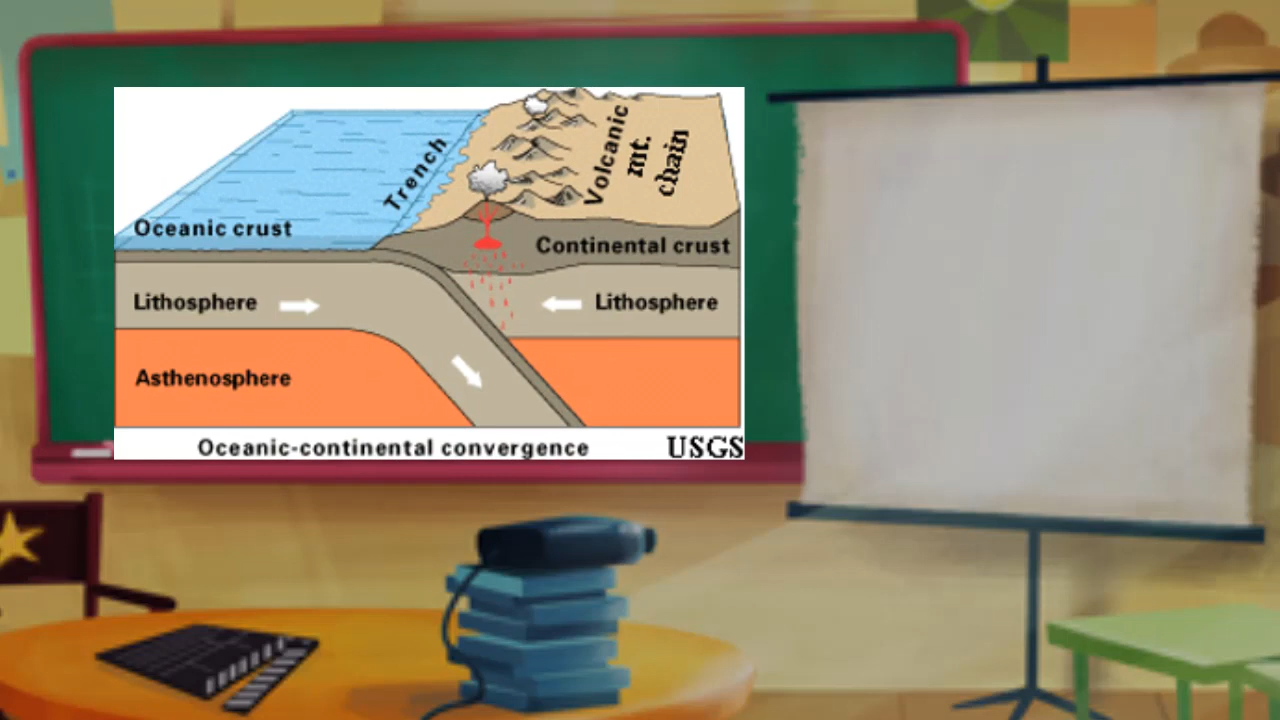 Trench
Volcanic
mt.
chain
Oceanic crust
Continental crust
Lithosphere
Lithosphere
Asthenosphere
Oceanic-continental convergence
USGS